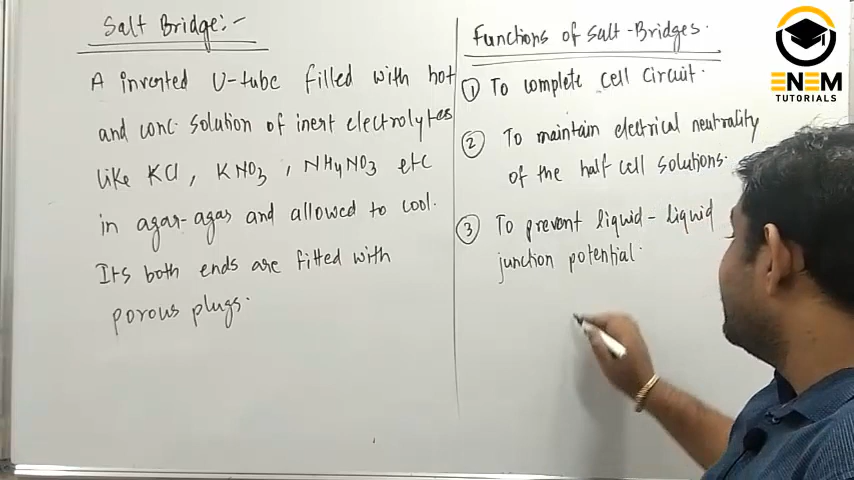 Salt Bridge:-
A inverted U-tube filled with hot
and conc. solution of inert electrolytes
like KCl, KNO3, NH4NO3 etc
in agar-agar and allowed to cool.
Its both ends are fitted with
porous plugs.
Functions of Salt-Bridges.
1 To complete cell circuit.
2 To maintain electrical neutrality
of the half cell solutions.
3 To prevent liquid-liquid
junction potential.
ENEM
TUTORIALS